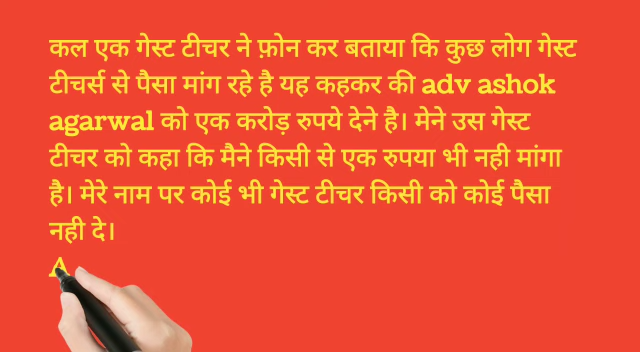 कल एक गेस्ट टीचर ने फ़ोन कर बताया कि कुछ लोग गेस्ट
टीचर्स से पैसा मांग रहे है यह कहकर की adv ashok
agarwal को एक करोड़ रुपये देने है। मेने उस गेस्ट
टीचर को कहा कि मैने किसी से एक रुपया भी नही मांगा
है। मेरे नाम पर कोई भी गेस्ट टीचर किसी को कोई पैसा
नही दे।
A